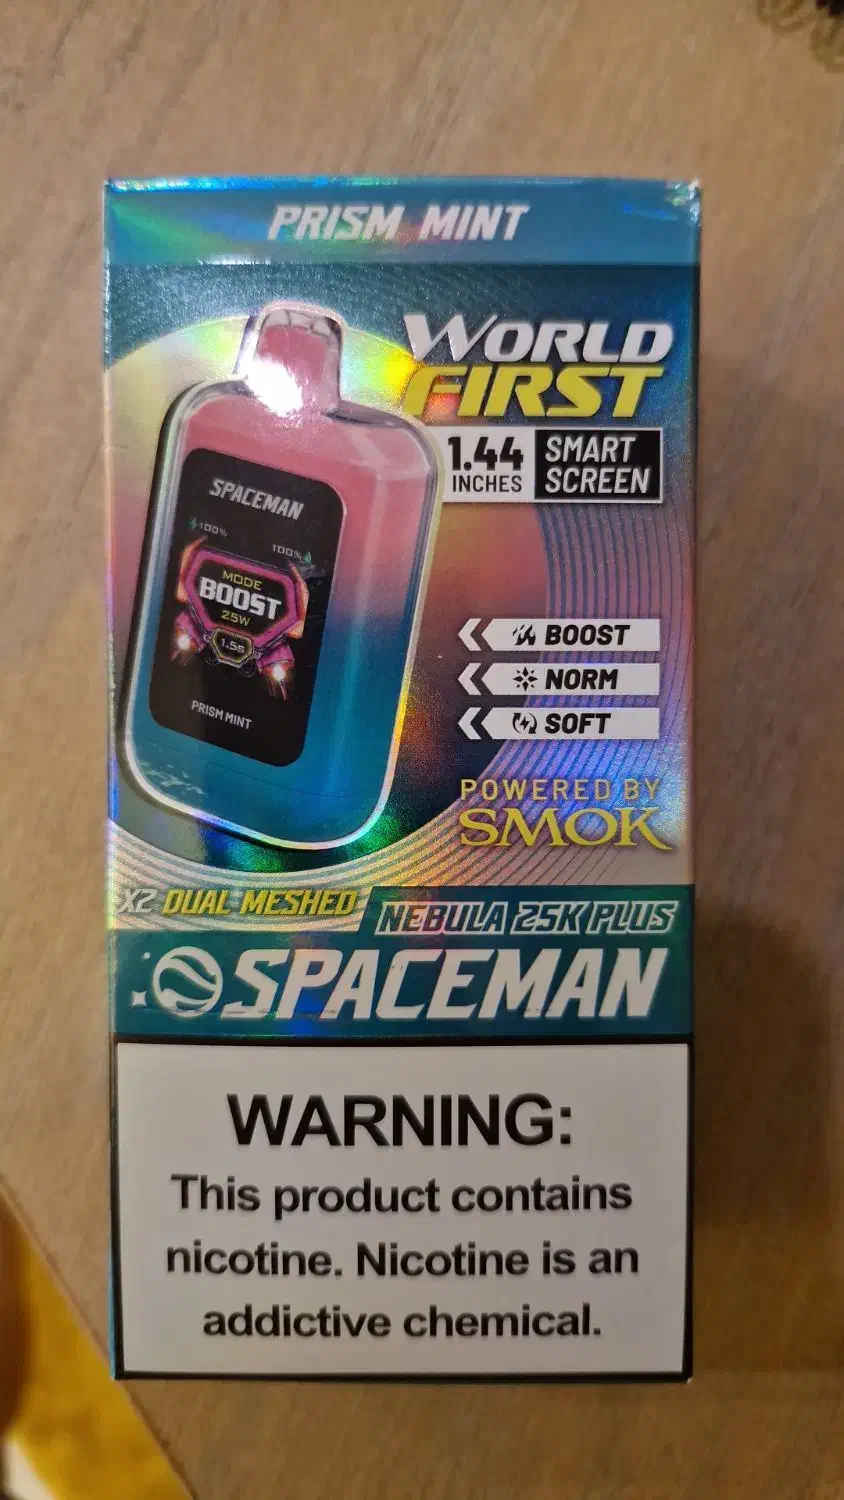 PRISM MINT
WORLD
FIRST
1.44
INCHES
SMART
SCREEN
SPACEMAN
100%
100%
MODE
BOOST
25W
1.5s
PRISM MINT
BOOST
NORM
SOFT
POWERED BY
SMOK
X2 DUAL MESHED
NEBULA 25K PLUS
SPACEMAN
WARNING:
This product contains
nicotine. Nicotine is an
addictive chemical.